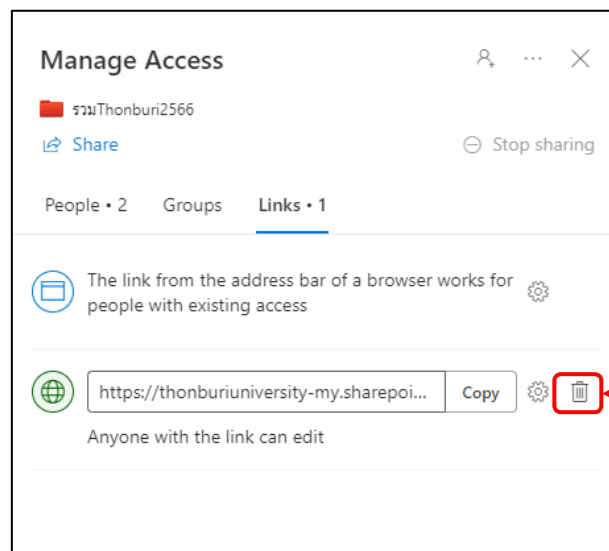 Manage Access
รวมThonburi2566
Share
Stop sharing
People • 2 Groups Links • 1
The link from the address bar of a browser works for
people with existing access
https://thonburiuniversity-my.sharepoi... Copy
Anyone with the link can edit